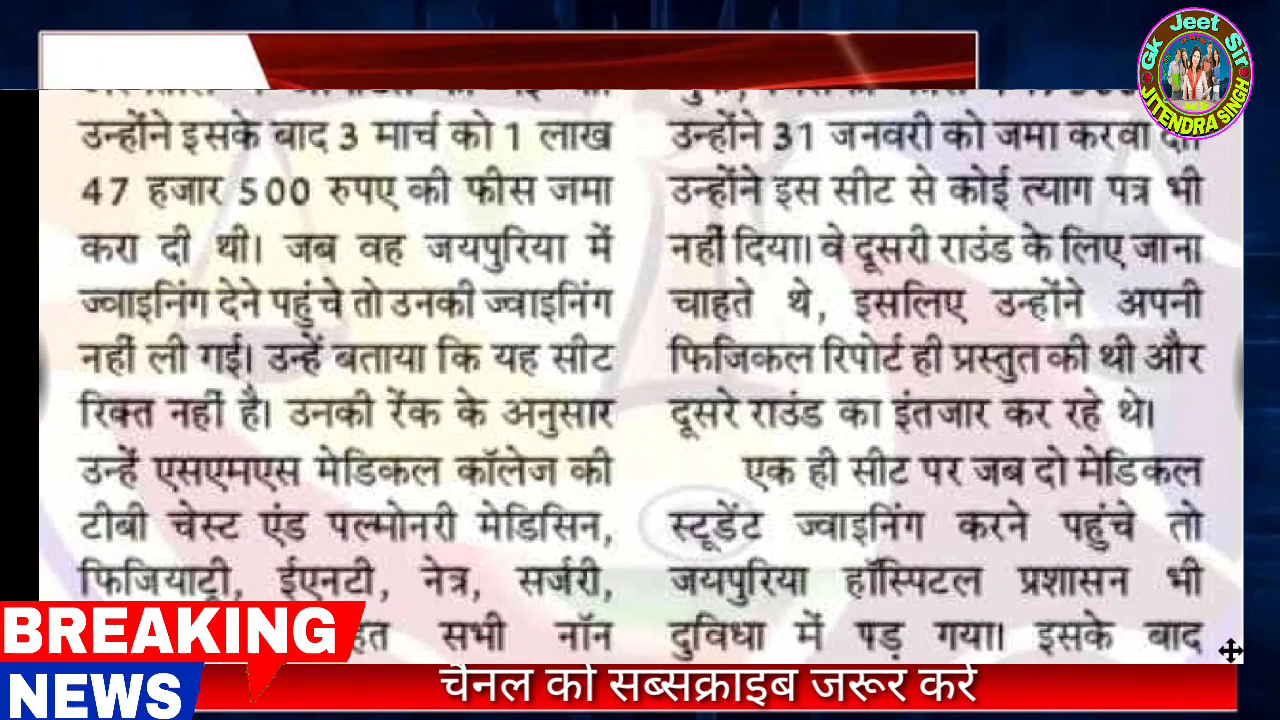 Gk Jeet Sir
JITENDRA SINGH
उन्होंने इसके बाद 3 मार्च को 1 लाख
47 हजार 500 रुपए की फीस जमा
करा दी थी। जब वह जयपुरिया में
ज्वाइनिंग देने पहुंचे तो उनकी ज्वाइनिंग
नहीं ली गई। उन्हें बताया कि यह सीट
रिक्त नहीं है। उनकी रेंक के अनुसार
उन्हें एसएमएस मेडिकल कॉलेज की
टीबी चेस्ट एंड पल्मोनरी मेडिसिन,
फिजियाट्री, ईएनटी, नेत्र, सर्जरी,
सभी नॉन
उन्होंने 31 जनवरी को जमा करवा दी।
उन्होंने इस सीट से कोई त्याग पत्र भी
नहीं दिया। वे दूसरी राउंड के लिए जाना
चाहते थे, इसलिए उन्होंने अपनी
फिजिकल रिपोर्ट ही प्रस्तुत की थी और
दूसरे राउंड का इंतजार कर रहे थे।
एक ही सीट पर जब दो मेडिकल
स्टूडेंट ज्वाइनिंग करने पहुंचे तो
जयपुरिया हॉस्पिटल प्रशासन भी
दुविधा में पड़ गया। इसके बाद
BREAKING
NEWS
चैनल को सब्सक्राइब जरूर करें